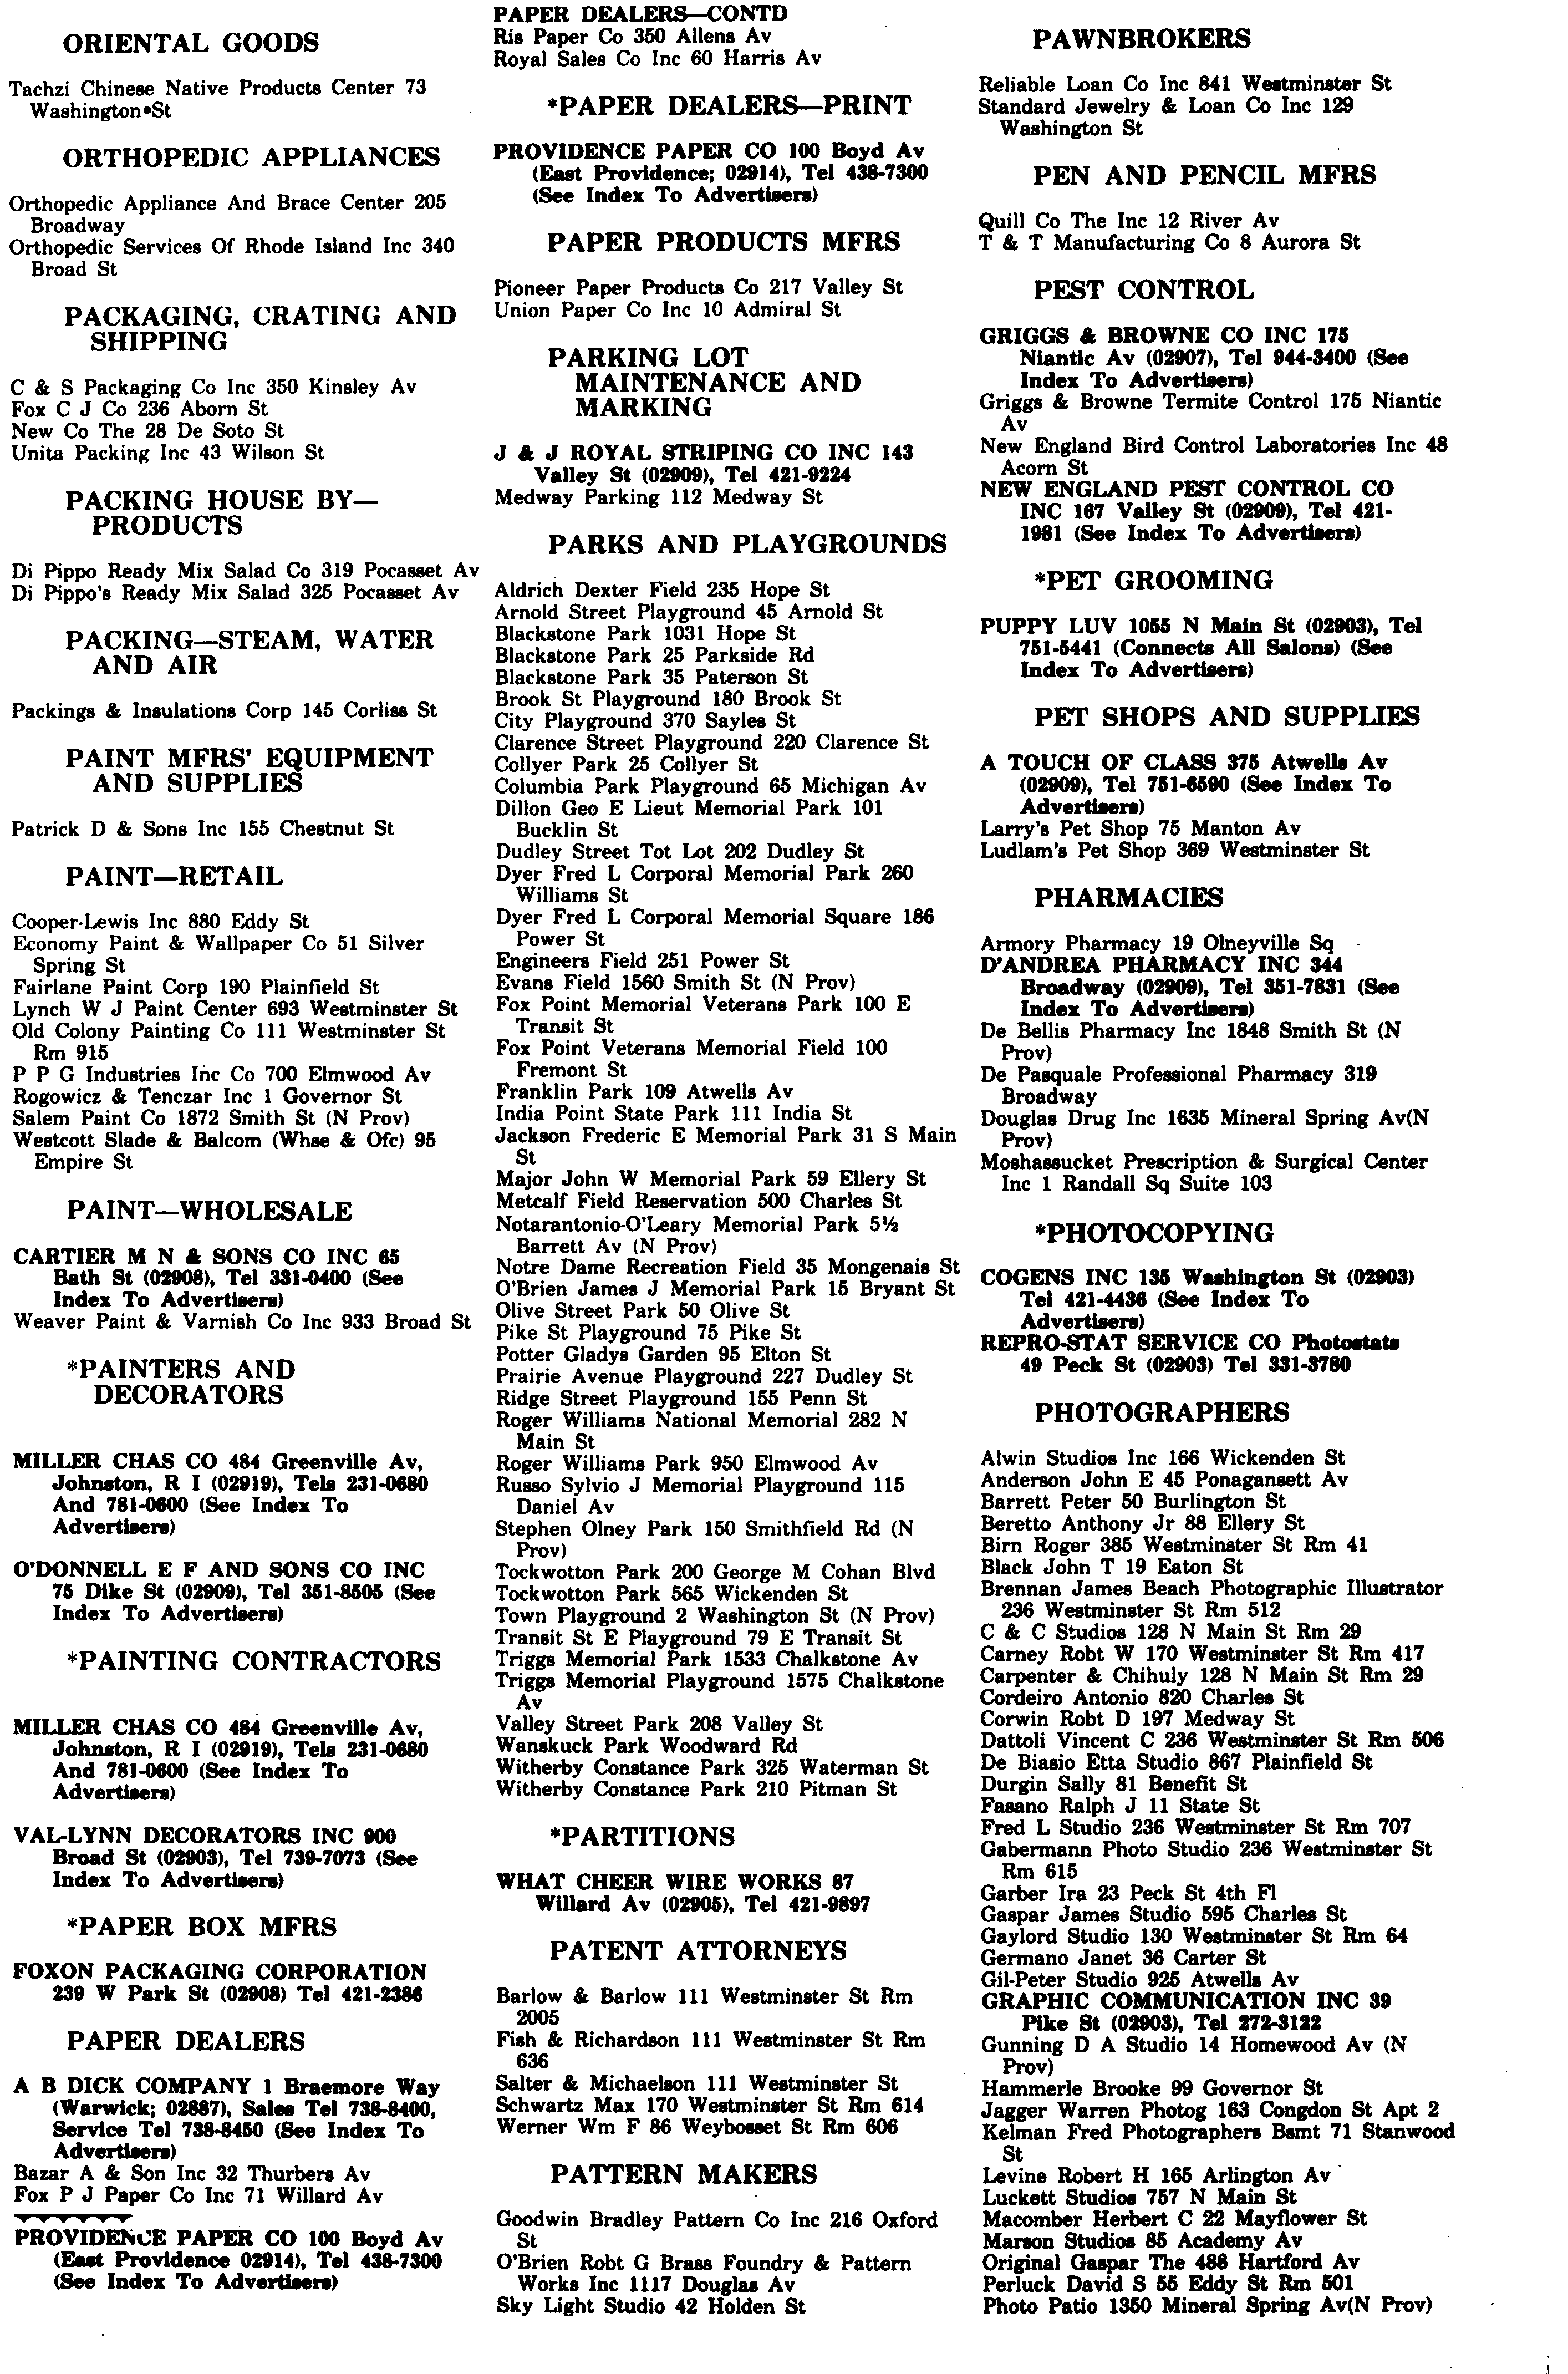 ORIENTAL GOODS
Tachzi Chinese Native Products Center 73
Washington•St
ORTHOPEDIC APPLIANCES
Orthopedic Appliance And Brace Center 205
Broadway
Orthopedic Services Of Rhode Island Inc 340
Broad St
PACKAGING, CRATING AND
SHIPPING
C & S Packaging Co Inc 350 Kinsley Av
Fox C J Co 236 Aborn St
New Co The 28 De Soto St
Unita Packing Inc 43 Wilson St
PACKING HOUSE BY—
PRODUCTS
Di Pippo Ready Mix Salad Co 319 Pocasset Av
Di Pippo's Ready Mix Salad 325 Pocasset Av
PACKING—STEAM, WATER
AND AIR
Packings & Insulations Corp 145 Corliss St
PAINT MFRS' EQUIPMENT
AND SUPPLIES
Patrick D & Sons Inc 155 Chestnut St
PAINT—RETAIL
Cooper-Lewis Inc 880 Eddy St
Economy Paint & Wallpaper Co 51 Silver
Spring St
Fairlane Paint Corp 190 Plainfield St
Lynch W J Paint Center 693 Westminster St
Old Colony Painting Co 111 Westminster St
Rm 915
P P G Industries Inc Co 700 Elmwood Av
Rogowicz & Tenczar Inc 1 Governor St
Salem Paint Co 1872 Smith St (N Prov)
Westcott Slade & Balcom (Whse & Ofc) 95
Empire St
PAINT—WHOLESALE
CARTIER M N & SONS CO INC 65
Bath St (02908), Tel 331-0400 (See
Index To Advertisers)
Weaver Paint & Varnish Co Inc 933 Broad St
*PAINTERS AND
DECORATORS
MILLER CHAS CO 484 Greenville Av,
Johnston, R I (02919), Tels 231-0680
And 781-0600 (See Index To
Advertisers)
O'DONNELL E F AND SONS CO INC
75 Dike St (02909), Tel 351-8505 (See
Index To Advertisers)
*PAINTING CONTRACTORS
MILLER CHAS CO 484 Greenville Av,
Johnston, R I (02919), Tels 231-0680
And 781-0600 (See Index To
Advertisers)
VAL-LYNN DECORATORS INC 900
Broad St (02903), Tel 739-7073 (See
Index To Advertisers)
*PAPER BOX MFRS
FOXON PACKAGING CORPORATION
239 W Park St (02908) Tel 421-2386
PAPER DEALERS
A B DICK COMPANY 1 Braemore Way
(Warwick; 02887), Sales Tel 738-8400,
Service Tel 738-8450 (See Index To
Advertisers)
Bazar A & Son Inc 32 Thurbers Av
Fox P J Paper Co Inc 71 Willard Av
PROVIDENCE PAPER CO 100 Boyd Av
(East Providence 02914), Tel 438-7300
(See Index To Advertisers)
PAPER DEALERS—CONTD
Ris Paper Co 350 Allens Av
Royal Sales Co Inc 60 Harris Av
*PAPER DEALERS—PRINT
PROVIDENCE PAPER CO 100 Boyd Av
(East Providence; 02914), Tel 438-7300
(See Index To Advertisers)
PAPER PRODUCTS MFRS
Pioneer Paper Products Co 217 Valley St
Union Paper Co Inc 10 Admiral St
PARKING LOT
MAINTENANCE AND
MARKING
J & J ROYAL STRIPING CO INC 143
Valley St (02909), Tel 421-9224
Medway Parking 112 Medway St
PARKS AND PLAYGROUNDS
Aldrich Dexter Field 235 Hope St
Arnold Street Playground 45 Arnold St
Blackstone Park 1031 Hope St
Blackstone Park 25 Parkside Rd
Blackstone Park 35 Paterson St
Brook St Playground 180 Brook St
City Playground 370 Sayles St
Clarence Street Playground 220 Clarence St
Collyer Park 25 Collyer St
Columbia Park Playground 65 Michigan Av
Dillon Geo E Lieut Memorial Park 101
Bucklin St
Dudley Street Tot Lot 202 Dudley St
Dyer Fred L Corporal Memorial Park 260
Williams St
Dyer Fred L Corporal Memorial Square 186
Power St
Engineers Field 251 Power St
Evans Field 1560 Smith St (N Prov)
Fox Point Memorial Veterans Park 100 E
Transit St
Fox Point Veterans Memorial Field 100
Fremont St
Franklin Park 109 Atwells Av
India Point State Park 111 India St
Jackson Frederic E Memorial Park 31 S Main
St
Major John W Memorial Park 59 Ellery St
Metcalf Field Reservation 500 Charles St
Notarantonio-O'Leary Memorial Park 5½
Barrett Av (N Prov)
Notre Dame Recreation Field 35 Mongenais St
O'Brien James J Memorial Park 15 Bryant St
Olive Street Park 50 Olive St
Pike St Playground 75 Pike St
Potter Gladys Garden 95 Elton St
Prairie Avenue Playground 227 Dudley St
Ridge Street Playground 155 Penn St
Roger Williams National Memorial 282 N
Main St
Roger Williams Park 950 Elmwood Av
Russo Sylvio J Memorial Playground 115
Daniel Av
Stephen Olney Park 150 Smithfield Rd (N
Prov)
Tockwotton Park 200 George M Cohan Blvd
Tockwotton Park 565 Wickenden St
Town Playground 2 Washington St (N Prov)
Transit St E Playground 79 E Transit St
Triggs Memorial Park 1533 Chalkstone Av
Triggs Memorial Playground 1575 Chalkstone
Av
Valley Street Park 208 Valley St
Wanskuck Park Woodward Rd
Witherby Constance Park 325 Waterman St
Witherby Constance Park 210 Pitman St
*PARTITIONS
WHAT CHEER WIRE WORKS 87
Willard Av (02905), Tel 421-9897
PATENT ATTORNEYS
Barlow & Barlow 111 Westminster St Rm
2005
Fish & Richardson 111 Westminster St Rm
636
Salter & Michaelson 111 Westminster St
Schwartz Max 170 Westminster St Rm 614
Werner Wm F 86 Weybosset St Rm 606
PATTERN MAKERS
Goodwin Bradley Pattern Co Inc 216 Oxford
St
O'Brien Robt G Brass Foundry & Pattern
Works Inc 1117 Douglas Av
Sky Light Studio 42 Holden St
PAWNBROKERS
Reliable Loan Co Inc 841 Westminster St
Standard Jewelry & Loan Co Inc 129
Washington St
PEN AND PENCIL MFRS
Quill Co The Inc 12 River Av
T & T Manufacturing Co 8 Aurora St
PEST CONTROL
GRIGGS & BROWNE CO INC 175
Niantic Av (02907), Tel 944-3400 (See
Index To Advertisers)
Griggs & Browne Termite Control 175 Niantic
Av
New England Bird Control Laboratories Inc 48
Acorn St
NEW ENGLAND PEST CONTROL CO
INC 167 Valley St (02909), Tel 421-
1981 (See Index To Advertisers)
*PET GROOMING
PUPPY LUV 1055 N Main St (02903), Tel
751-5441 (Connects All Salons) (See
Index To Advertisers)
PET SHOPS AND SUPPLIES
A TOUCH OF CLASS 375 Atwells Av
(02909), Tel 751-6590 (See Index To
Advertisers)
Larry's Pet Shop 75 Manton Av
Ludlam's Pet Shop 369 Westminster St
PHARMACIES
Armory Pharmacy 19 Olneyville Sq
D'ANDREA PHARMACY INC 344
Broadway (02909), Tel 351-7831 (See
Index To Advertisers)
De Bellis Pharmacy Inc 1848 Smith St (N
Prov)
De Pasquale Professional Pharmacy 319
Broadway
Douglas Drug Inc 1635 Mineral Spring Av(N
Prov)
Moshassucket Prescription & Surgical Center
Inc 1 Randall Sq Suite 103
*PHOTOCOPYING
COGENS INC 135 Washington St (02903)
Tel 421-4436 (See Index To
Advertisers)
REPRO-STAT SERVICE CO Photostats
49 Peck St (02903) Tel 331-3780
PHOTOGRAPHERS
Alwin Studios Inc 166 Wickenden St
Anderson John E 45 Ponagansett Av
Barrett Peter 50 Burlington St
Beretto Anthony Jr 88 Ellery St
Birn Roger 385 Westminster St Rm 41
Black John T 19 Eaton St
Brennan James Beach Photographic Illustrator
236 Westminster St Rm 512
C & C Studios 128 N Main St Rm 29
Carney Robt W 170 Westminster St Rm 417
Carpenter & Chihuly 128 N Main St Rm 29
Cordeiro Antonio 820 Charles St
Corwin Robt D 197 Medway St
Dattoli Vincent C 236 Westminster St Rm 506
De Biasio Etta Studio 867 Plainfield St
Durgin Sally 81 Benefit St
Fasano Ralph J 11 State St
Fred L Studio 236 Westminster St Rm 707
Gabermann Photo Studio 236 Westminster St
Rm 615
Garber Ira 23 Peck St 4th Fl
Gaspar James Studio 595 Charles St
Gaylord Studio 130 Westminster St Rm 64
Germano Janet 36 Carter St
Gil-Peter Studio 925 Atwells Av
GRAPHIC COMMUNICATION INC 39
Pike St (02903), Tel 272-3122
Gunning D A Studio 14 Homewood Av (N
Prov)
Hammerle Brooke 99 Governor St
Jagger Warren Photog 163 Congdon St Apt 2
Kelman Fred Photographers Bsmt 71 Stanwood
St
Levine Robert H 165 Arlington Av
Luckett Studios 757 N Main St
Macomber Herbert C 22 Mayflower St
Marson Studios 85 Academy Av
Original Gaspar The 488 Hartford Av
Perluck David S 55 Eddy St Rm 501
Photo Patio 1350 Mineral Spring Av(N Prov)